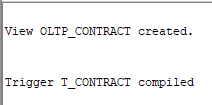 View OLTP_CONTRACT created.
Trigger T_CONTRACT compiled